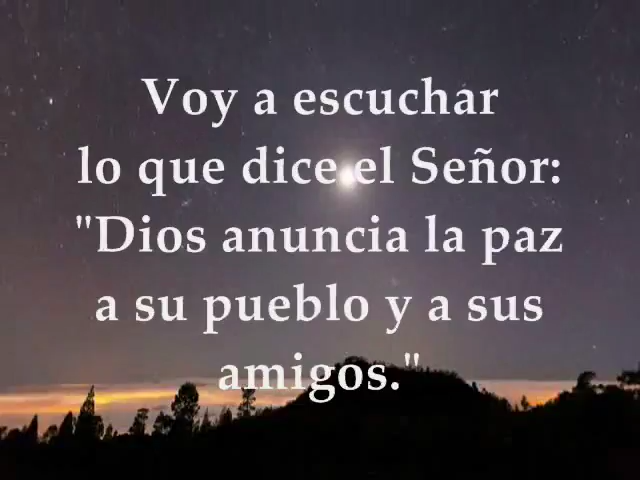 Voy a escuchar
lo que dice el Señor:
"Dios anuncia la paz
a su pueblo y a sus
amigos."